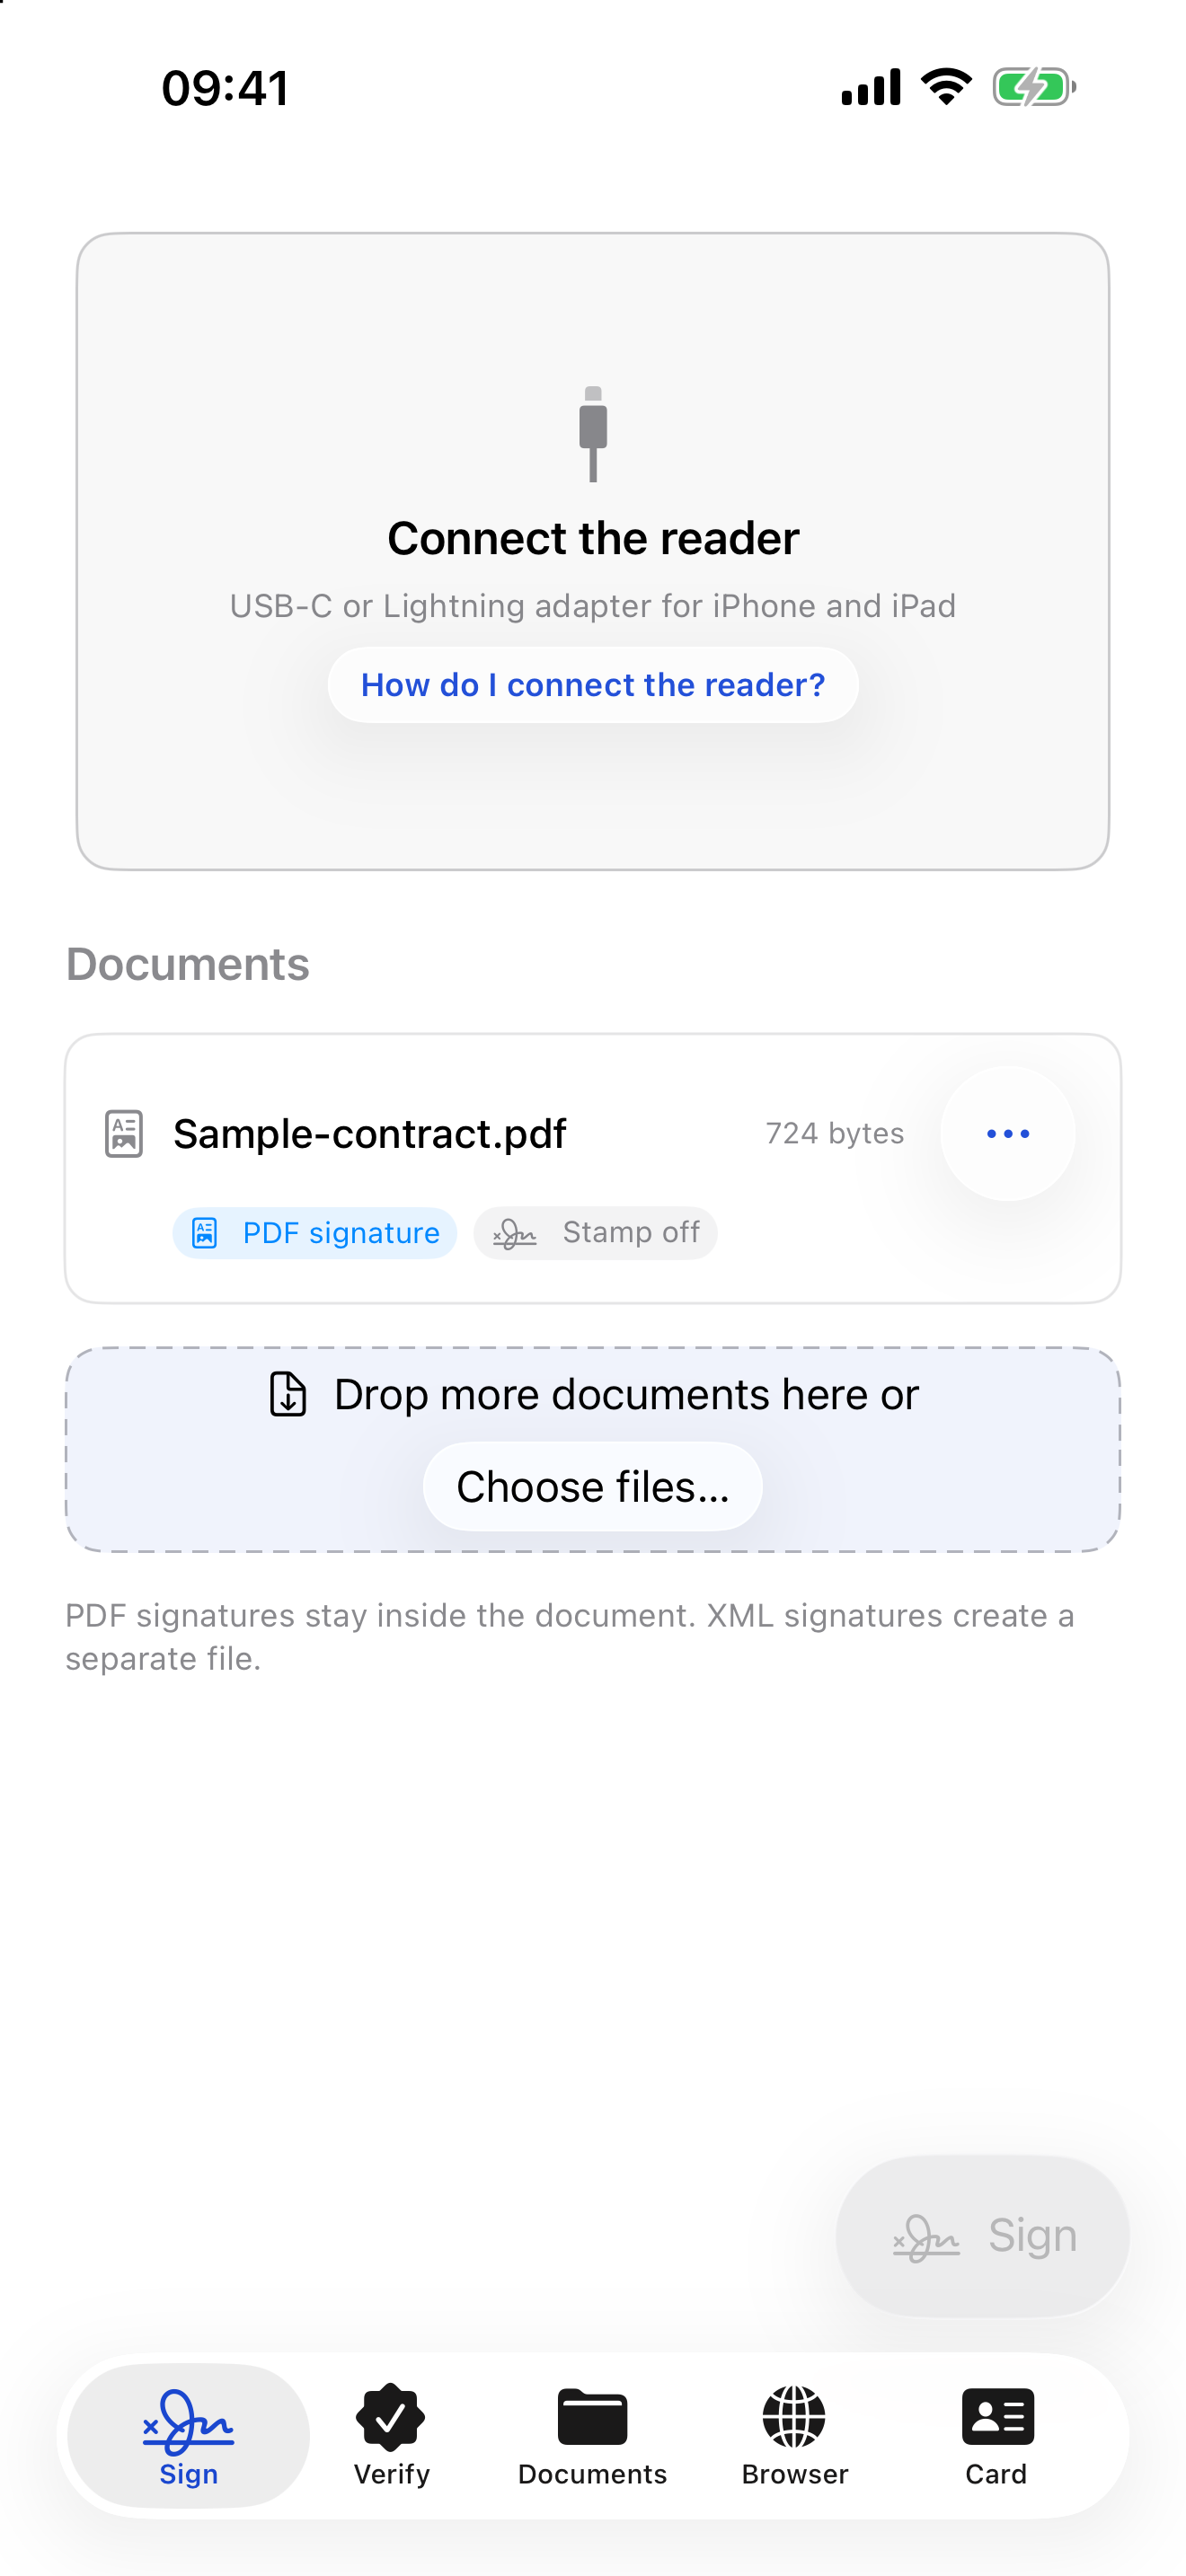 09:41
Connect the reader
USB-C or Lightning adapter for iPhone and iPad
How do I connect the reader?
Documents
Sample-contract.pdf
724 bytes
PDF signature
Stamp off
Drop more documents here or
Choose files...
PDF signatures stay inside the document. XML signatures create a
separate file.
Sign
Sign
Verify
Documents
Browser
Card